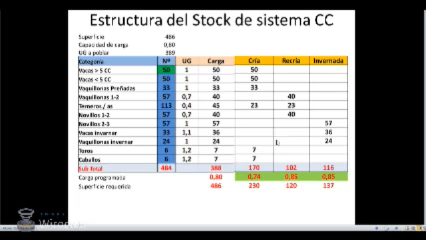 Estructura del Stock de sistema CC
Superficie 486
Capacidad de carga 0,80
UG a poblar 389
Categoría Nº UG Carga Cría Recría Invernada
Vacas > 5 CC 50 1 50 50
Vacas < 5 CC 50 1 50 50
Vaquillonas Preñadas 33 1 33 33
Vaquillonas 1-2 57 0,7 40 40
Terneros / as 113 0,4 45 23 23
Novillos 1-2 57 0,7 40 40
Novillos 2-3 57 1 57 57
Vacas invernar 33 1,1 36 36
Vaquillonas invernar 24 1 24 24
Toros 6 1,2 7 7
Caballos 6 1,2 7 7
Sub Total 484 388 170 102 116
Carga programada 0,80 0,74 0,85 0,85
Superficie requerida 486 230 120 137